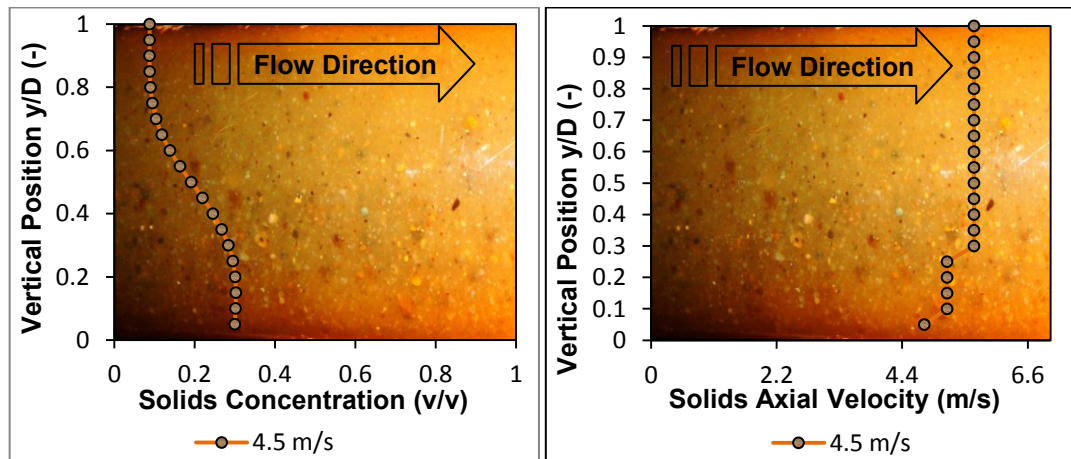 Vertical Position y/D (-)
1
0.8
0.6
0.4
0.2
0
Flow Direction
0 0.2 0.4 0.6 0.8 1
Solids Concentration (v/v)
4.5 m/s
Vertical Position y/D (-)
1
0.9
0.8
0.7
0.6
0.5
0.4
0.3
0.2
0.1
0
Flow Direction
0 2.2 4.4 6.6
Solids Axial Velocity (m/s)
4.5 m/s